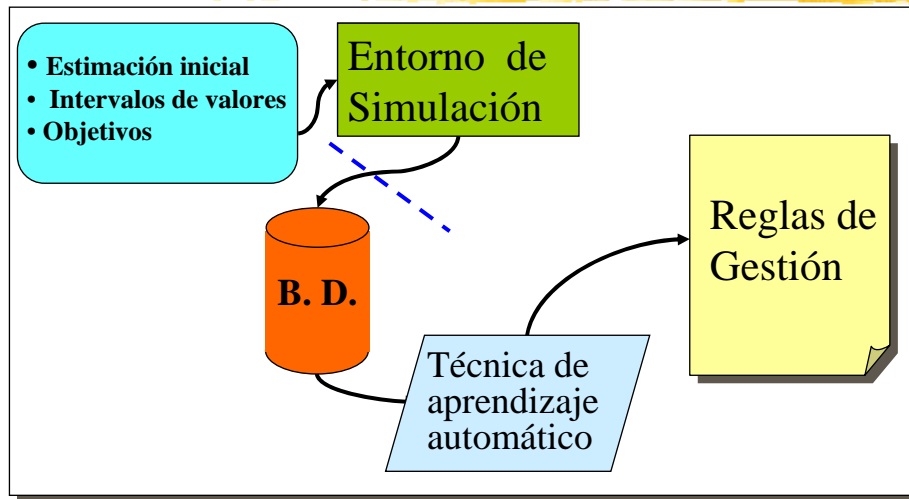 • Estimación inicial
• Intervalos de valores
• Objetivos
Entorno de
Simulación
B. D.
Técnica de
aprendizaje
automático
Reglas de
Gestión